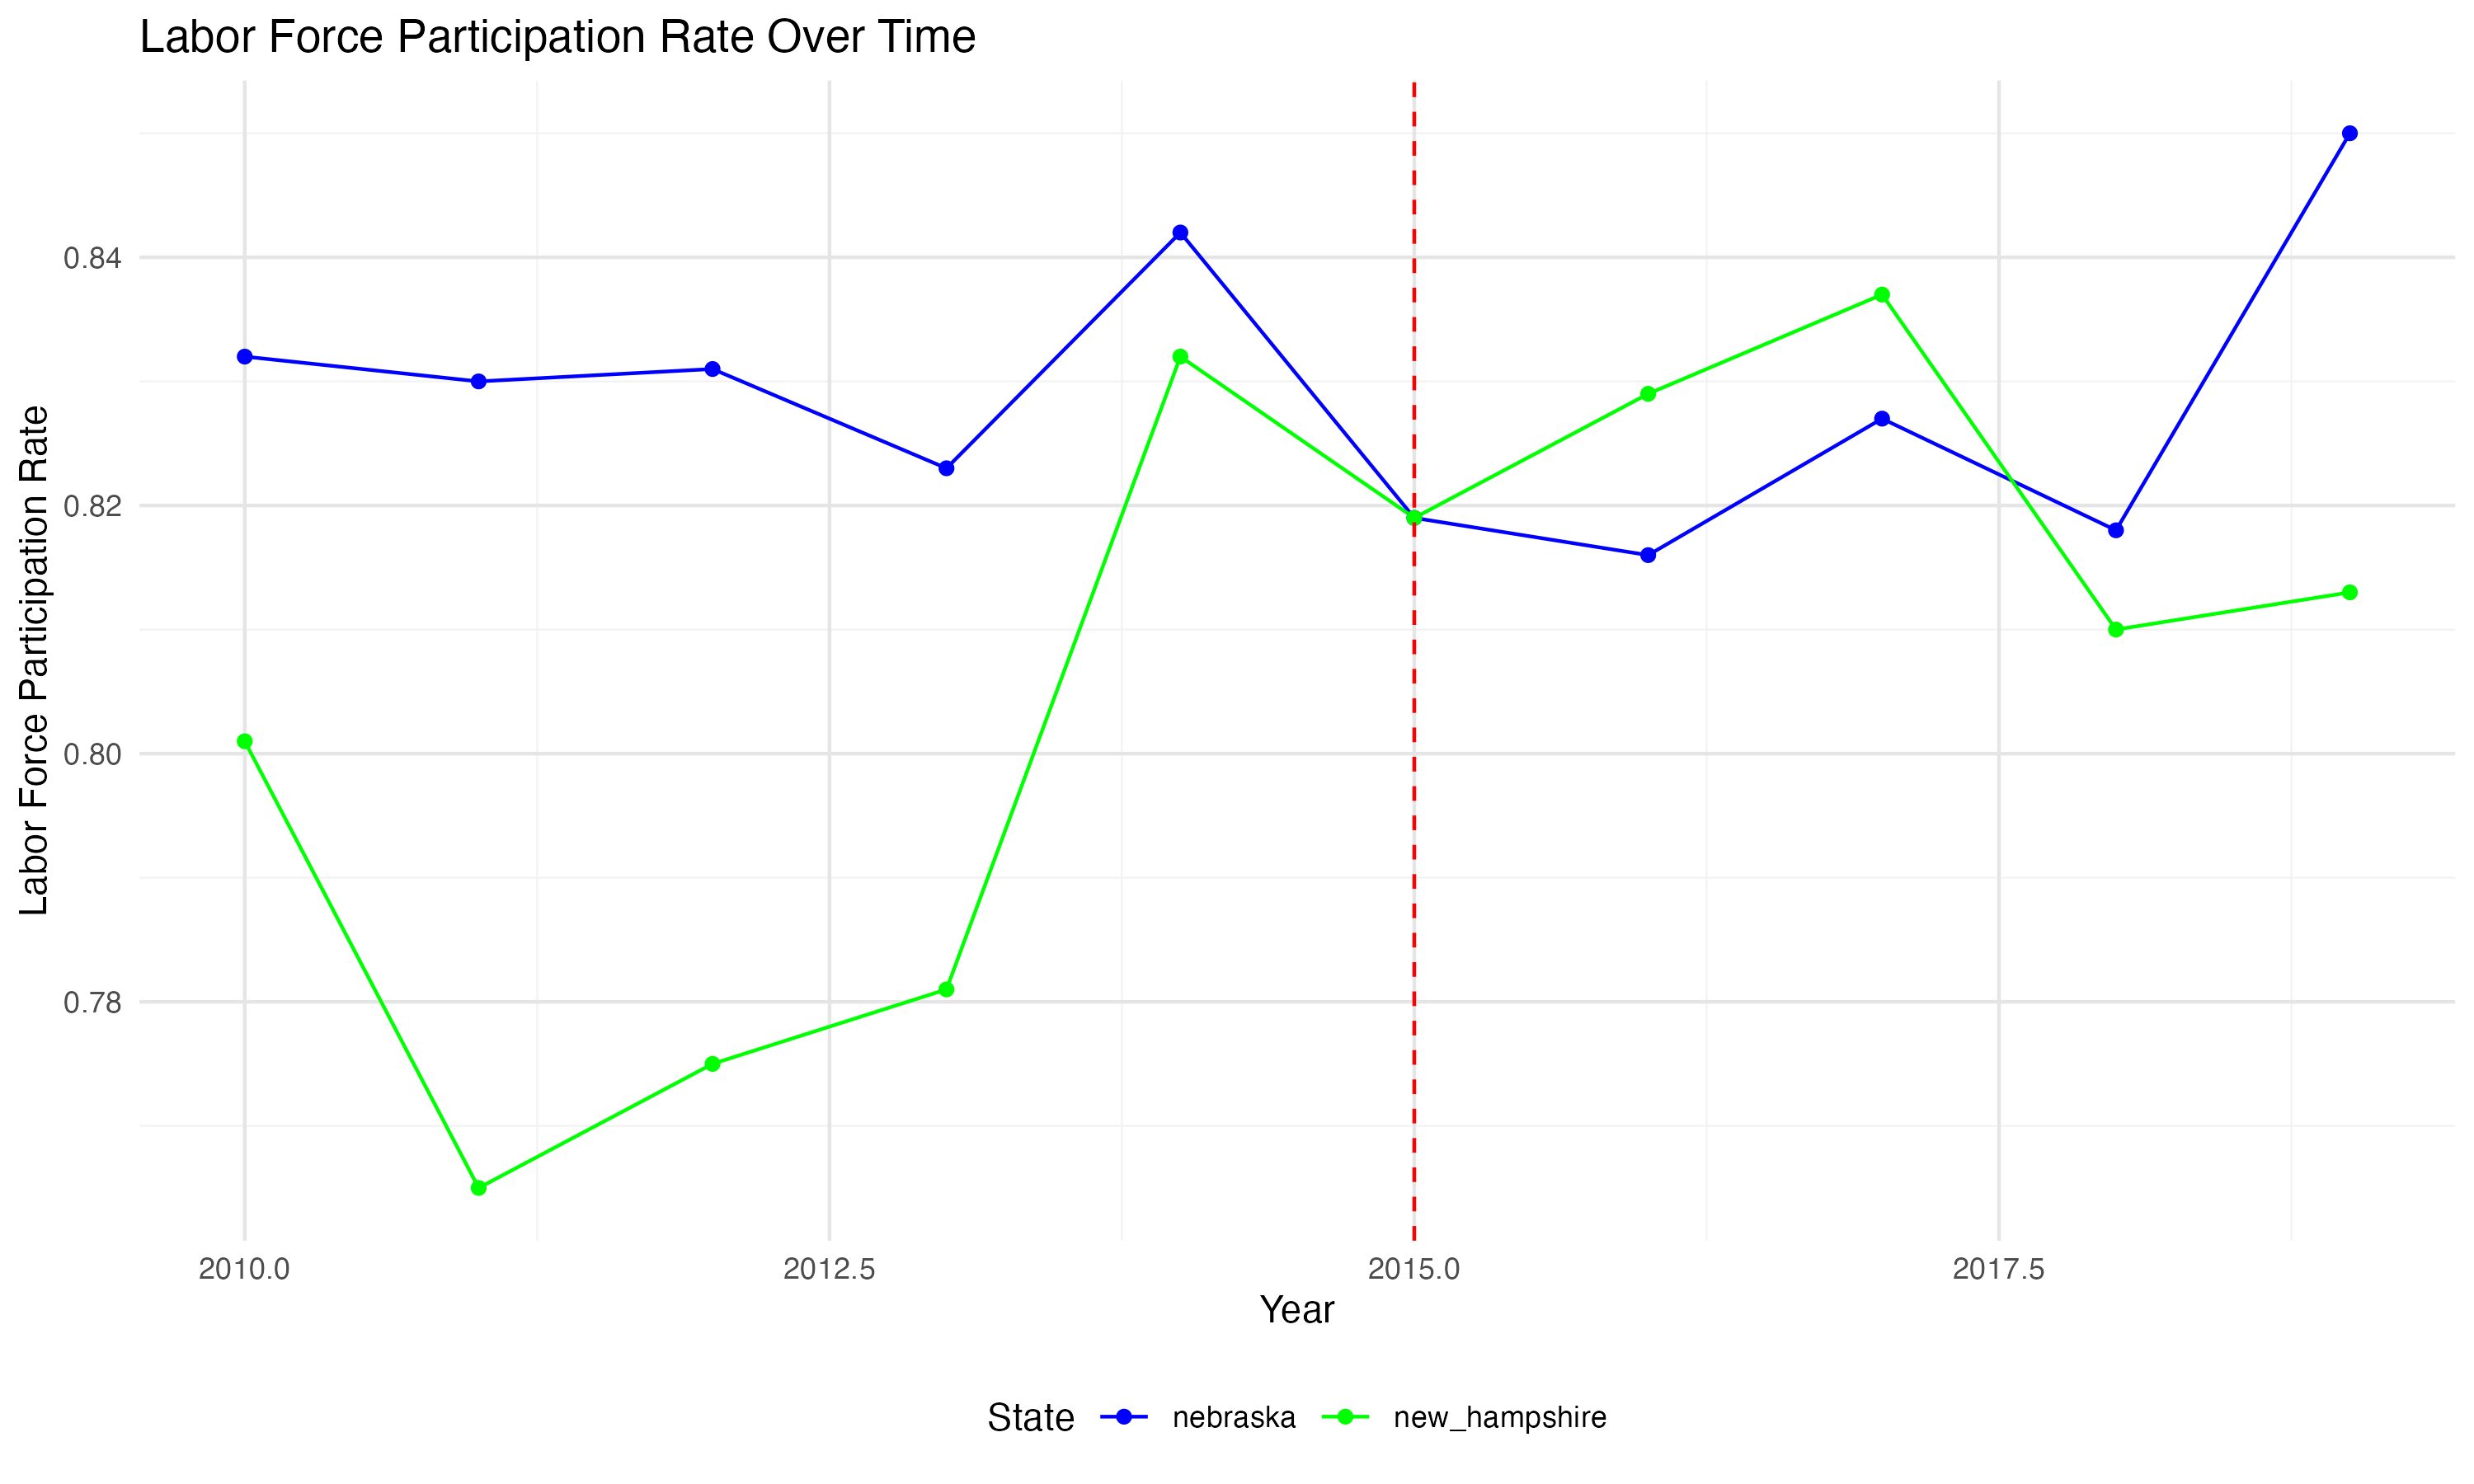 Labor Force Participation Rate Over Time
Labor Force Participation Rate
0.84
0.82
0.80
0.78
2010.0 2012.5 2015.0 2017.5
Year
State nebraska new_hampshire